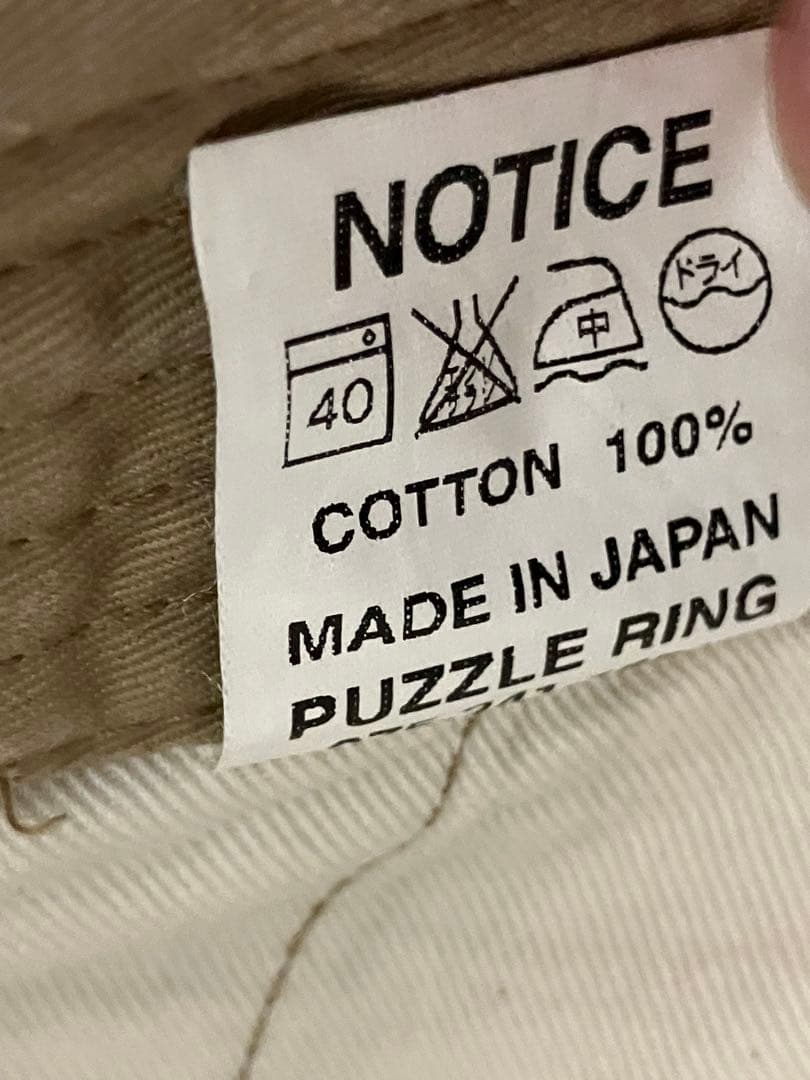 NOTICE
40 中 ドライ
COTTON 100%
MADE IN JAPAN
PUZZLE RING